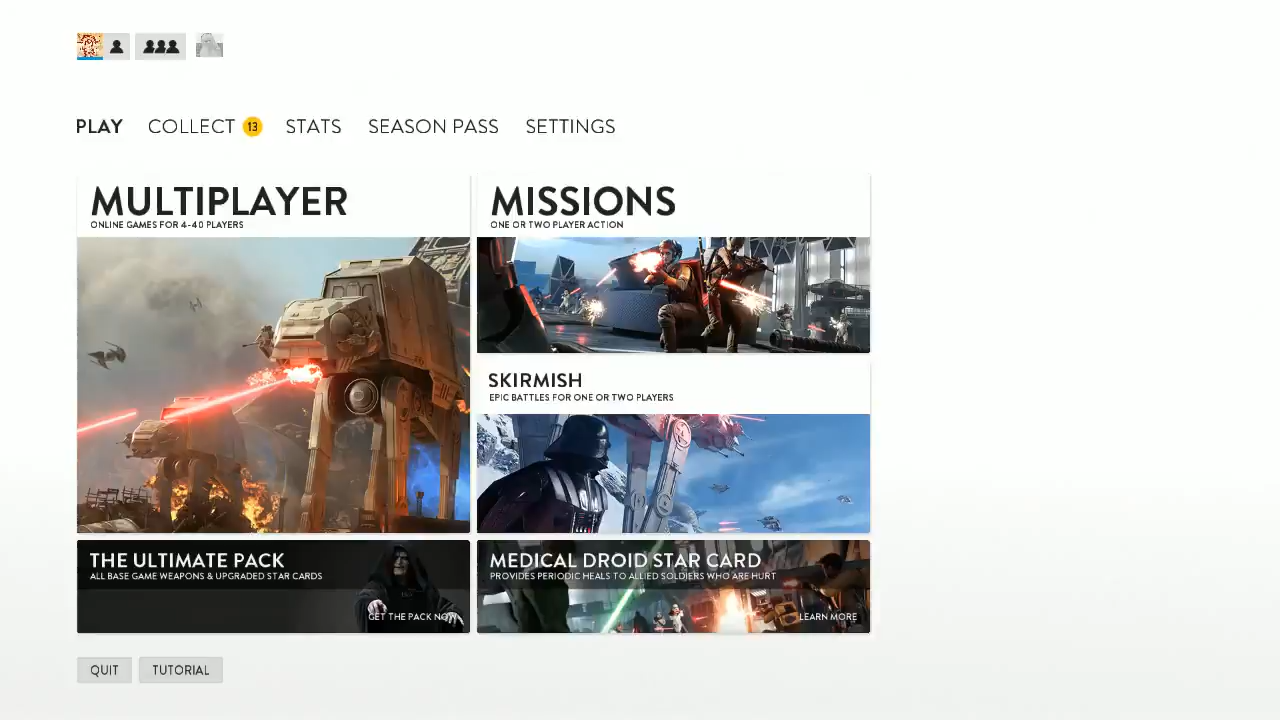 PLAY COLLECT 13 STATS SEASON PASS SETTINGS
MULTIPLAYER
ONLINE GAMES FOR 4-40 PLAYERS
MISSIONS
ONE OR TWO PLAYER ACTION
SKIRMISH
EPIC BATTLES FOR ONE OR TWO PLAYERS
THE ULTIMATE PACK
ALL BASE GAME WEAPONS & UPGRADED STAR CARDS
GET THE PACK NOW
MEDICAL DROID STAR CARD
PROVIDES PERIODIC HEALS TO ALLIED SOLDIERS WHO ARE HURT
LEARN MORE
QUIT TUTORIAL